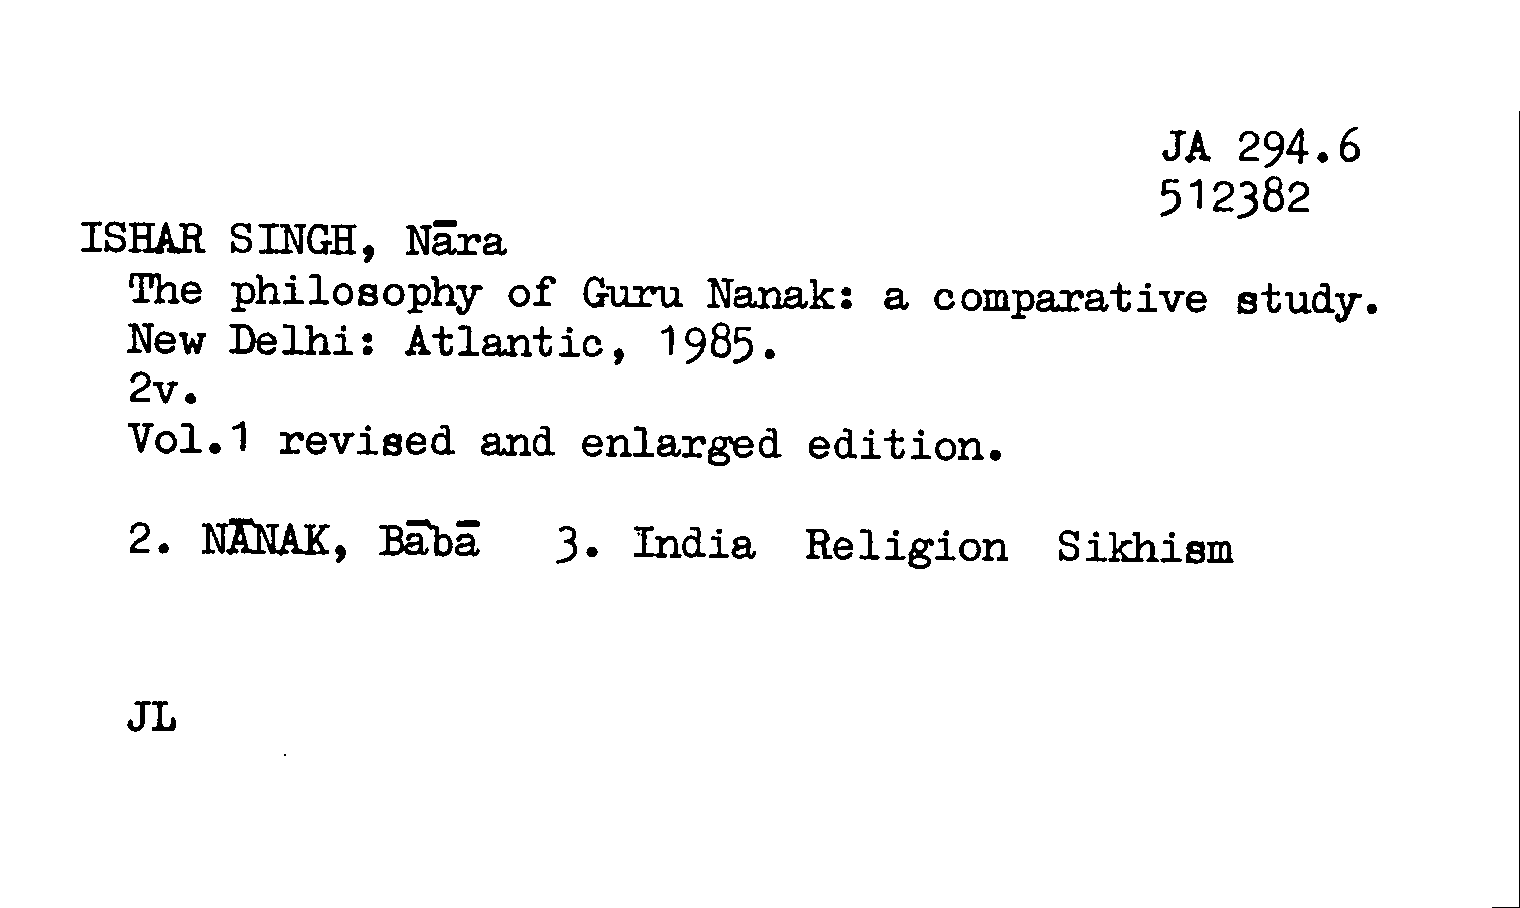 JA 294.6
512382
ISHAR SINGH, Nāra
The philosophy of Guru Nanak: a comparative study.
New Delhi: Atlantic, 1985.
2v.
Vol.1 revised and enlarged edition.
2. NĀNAK, Bābā 3. India Religion Sikhism
JL